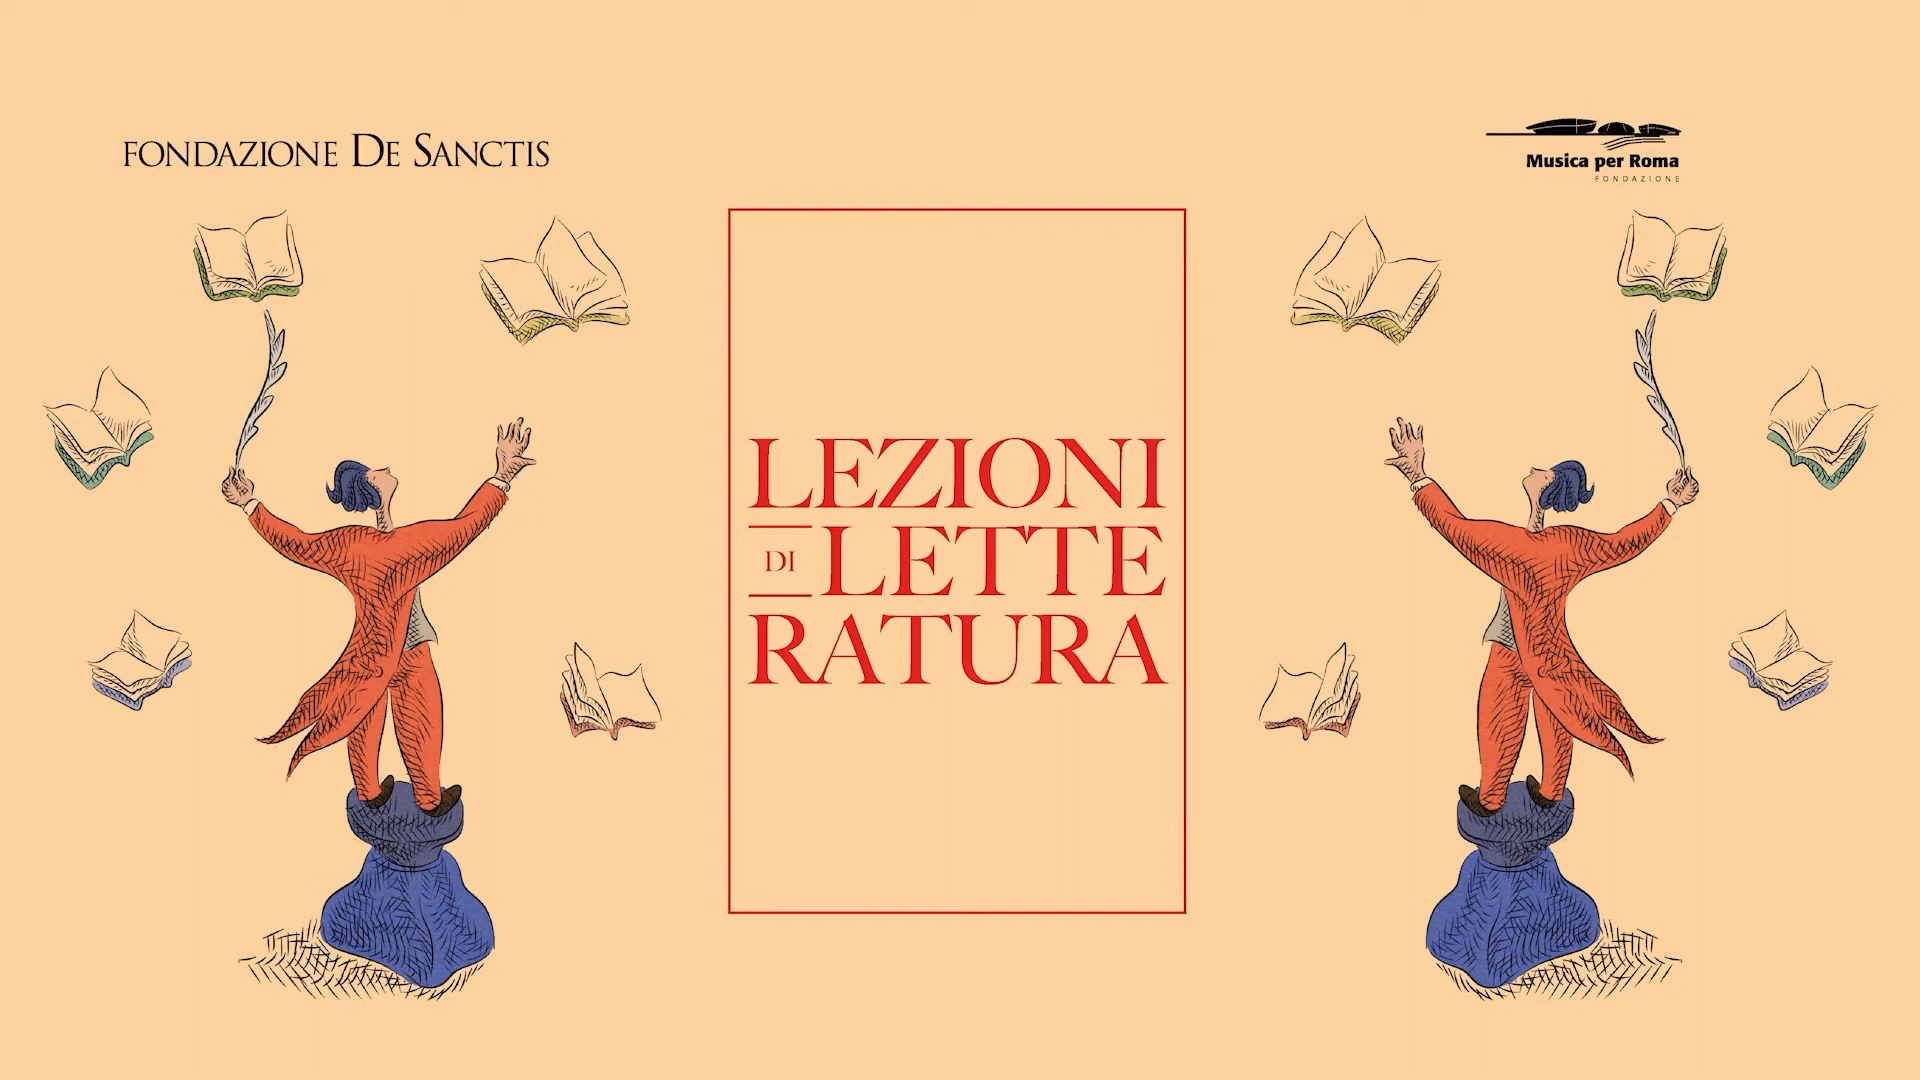 FONDAZIONE DE SANCTIS
Musica per Roma
FONDAZIONE
LEZIONI
DI LETTE
RATURA